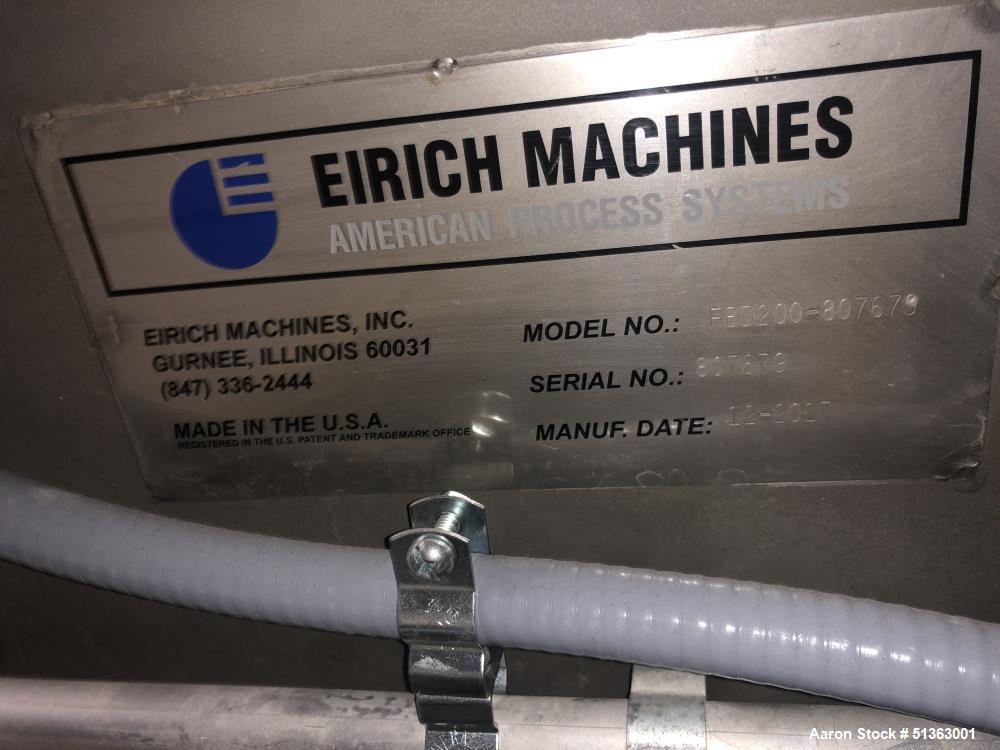 EIRICH MACHINES
AMERICAN PROCESS SYSTEMS
EIRICH MACHINES, INC.
GURNEE, ILLINOIS 60031
(847) 336-2444
MADE IN THE U.S.A.
REGISTERED IN THE U.S. PATENT AND TRADEMARK OFFICE
MODEL NO.: FBD200-807679
SERIAL NO.: 807679
MANUF. DATE: 12-2017
Aaron Stock # 51363001